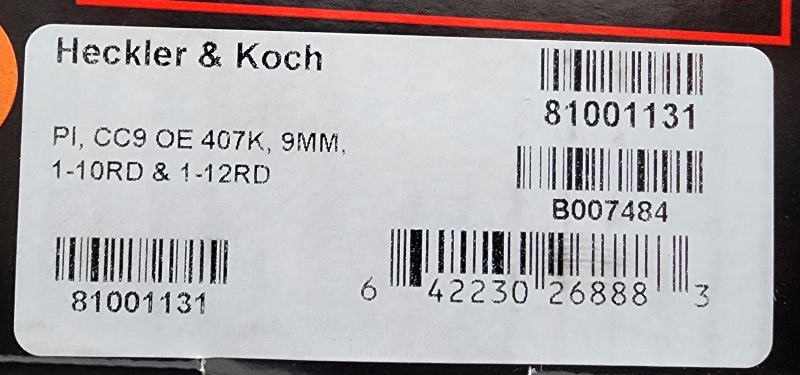 Heckler & Koch
81001131
PI, CC9 OE 407K, 9MM,
1-10RD & 1-12RD
B007484
81001131
6 42230 26888 3